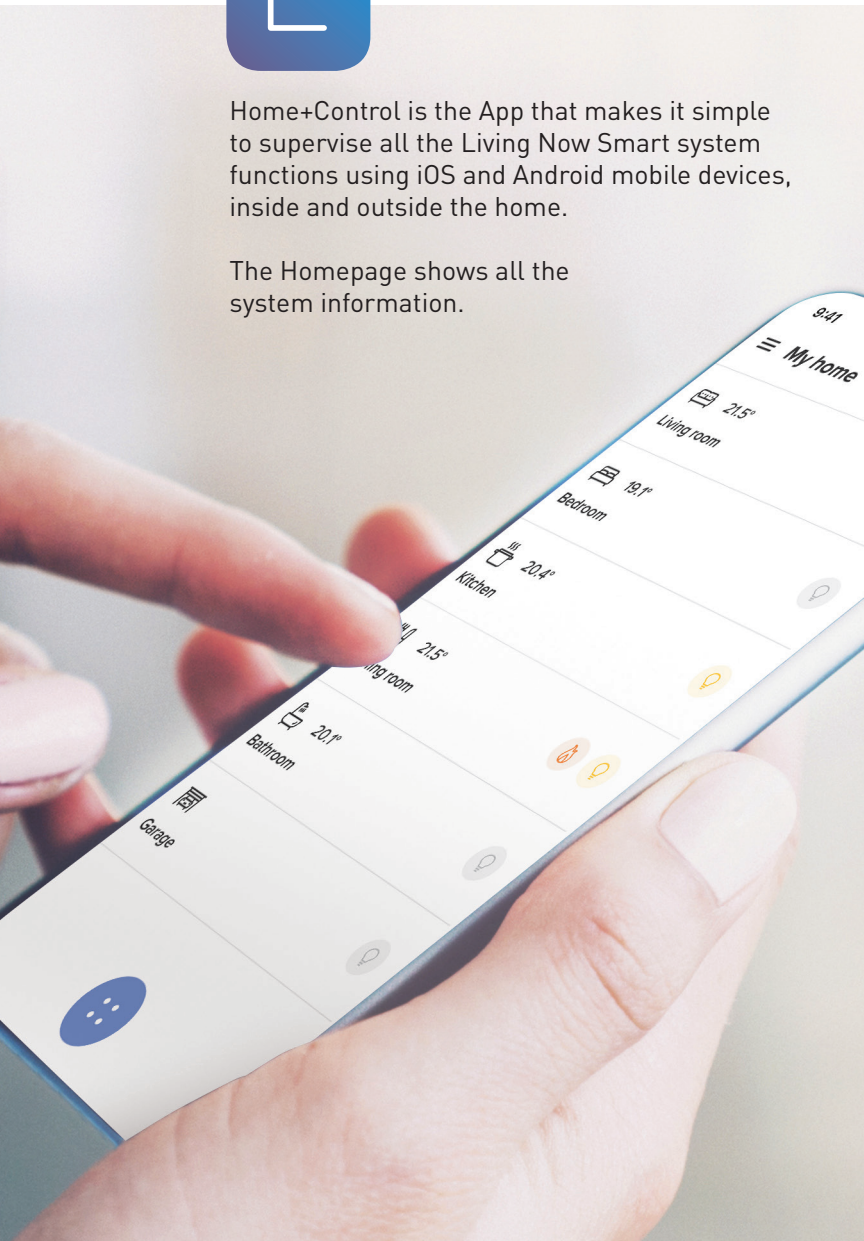 Home+Control is the App that makes it simple
to supervise all the Living Now Smart system
functions using iOS and Android mobile devices,
inside and outside the home.
The Homepage shows all the
system information.
9:41
My home
21.5°
Living room
19.1°
Bedroom
20.4°
Kitchen
21.5°
room
20.1°
Bathroom
Garage